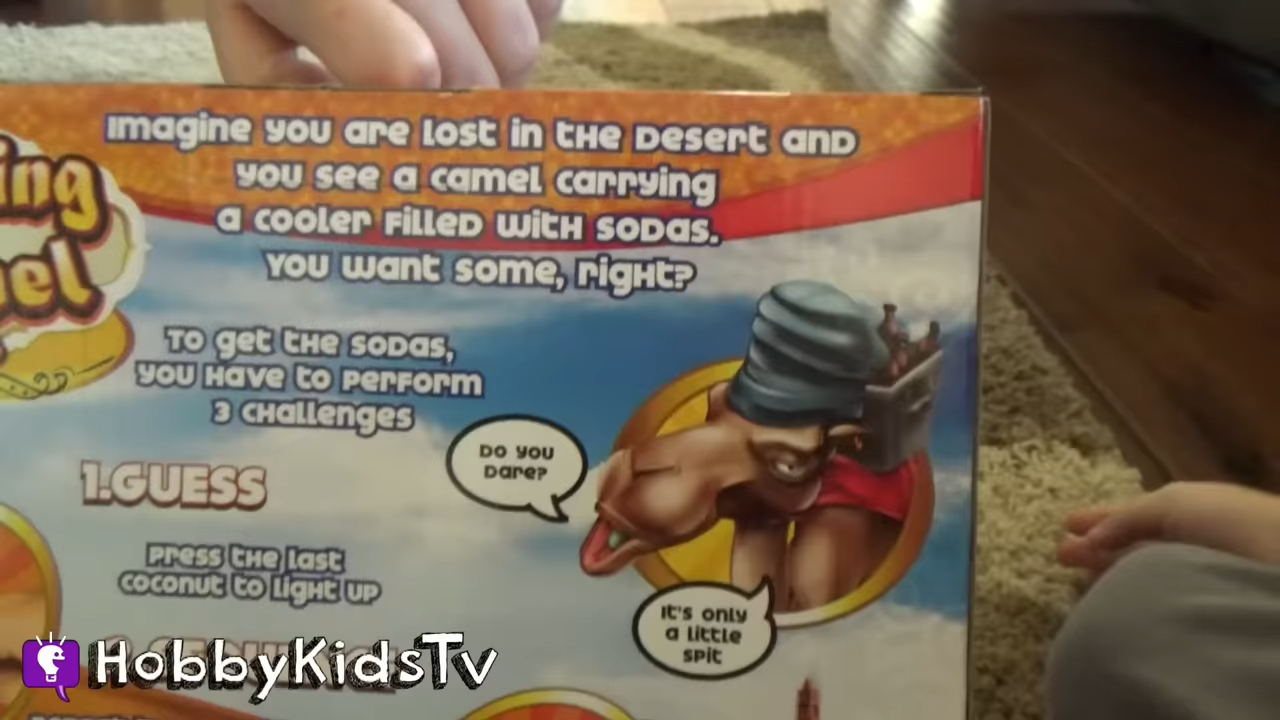 Imagine you are lost in the desert and
you see a camel carrying
a cooler filled with sodas.
You want some, right?
ing
el
To get the sodas,
you have to perform
3 challenges
Do you
dare?
1.GUESS
Press the last
coconut to light up
It's only
a little
spit
HobbyKidsTv